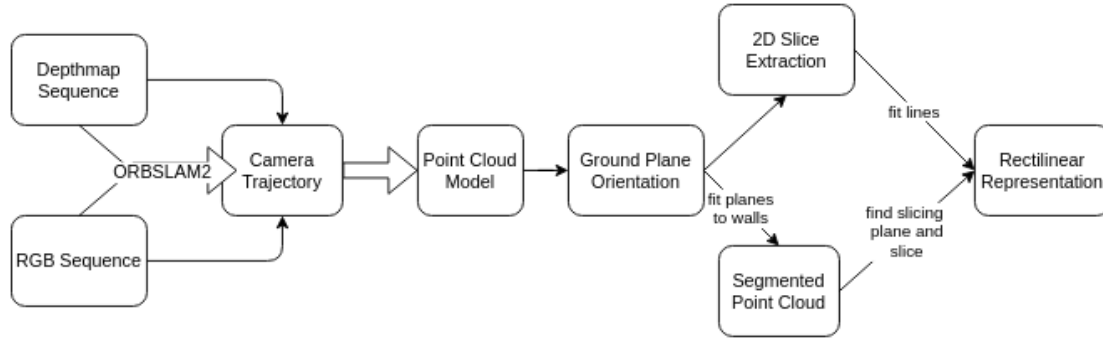 Depthmap
Sequence
RGB Sequence
ORBSLAM2
Camera
Trajectory
Point Cloud
Model
Ground Plane
Orientation
2D Slice
Extraction
fit planes
to walls
Segmented
Point Cloud
fit lines
find slicing
plane and
slice
Rectilinear
Representation